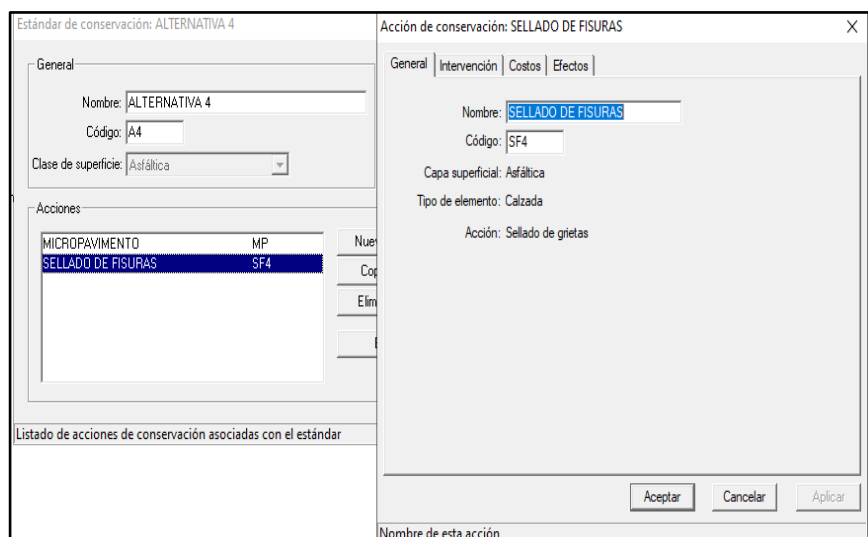 Estándar de conservación: ALTERNATIVA 4
General
Nombre: ALTERNATIVA 4
Código: A4
Clase de superficie: Asfáltica
Acciones
MICROPAVIMENTO MP
SELLADO DE FISURAS SF4
Listado de acciones de conservación asociadas con el estándar
Acción de conservación: SELLADO DE FISURAS
General Intervención Costos Efectos
Nombre: SELLADO DE FISURAS
Código: SF4
Capa superficial: Asfáltica
Tipo de elemento: Calzada
Acción: Sellado de grietas
Aceptar Cancelar Aplicar
Nombre de esta acción